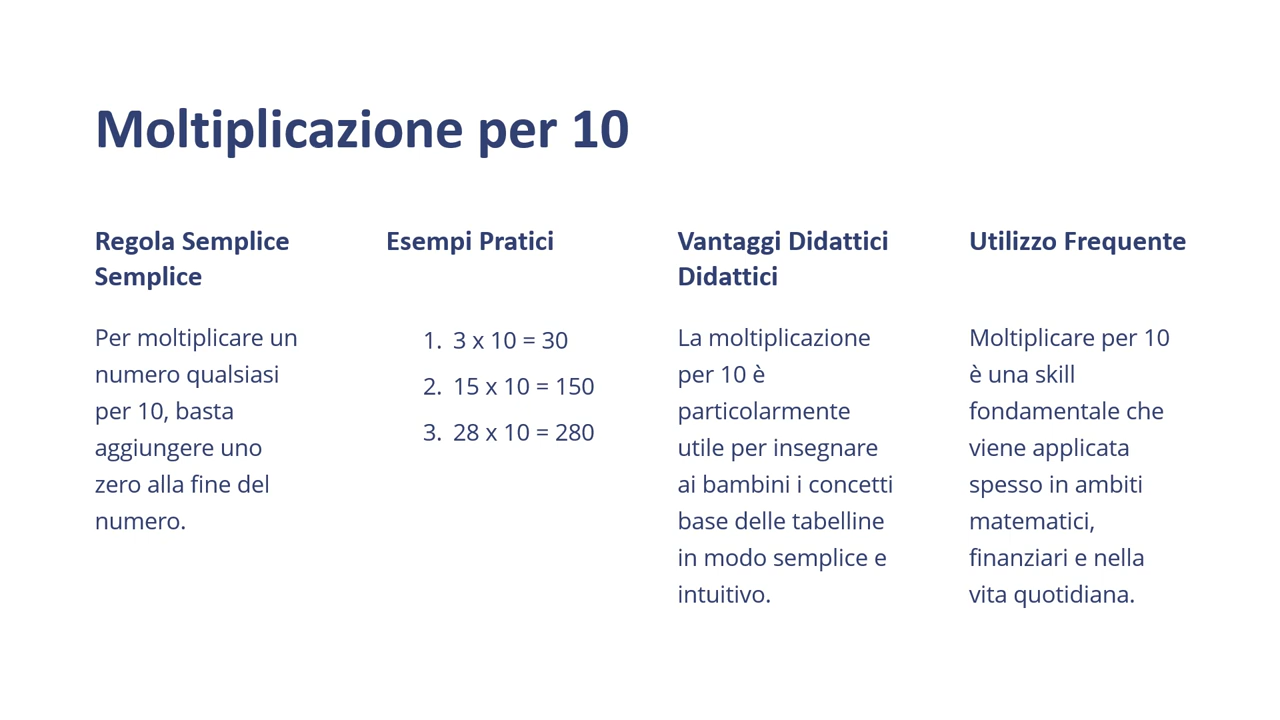 Moltiplicazione per 10
Regola Semplice
Semplice
Per moltiplicare un
numero qualsiasi
per 10, basta
aggiungere uno
zero alla fine del
numero.
Esempi Pratici
1. 3 x 10 = 30
2. 15 x 10 = 150
3. 28 x 10 = 280
Vantaggi Didattici
Didattici
La moltiplicazione
per 10 è
particolarmente
utile per insegnare
ai bambini i concetti
base delle tabelline
in modo semplice e
intuitivo.
Utilizzo Frequente
Moltiplicare per 10
è una skill
fondamentale che
viene applicata
spesso in ambiti
matematici,
finanziari e nella
vita quotidiana.